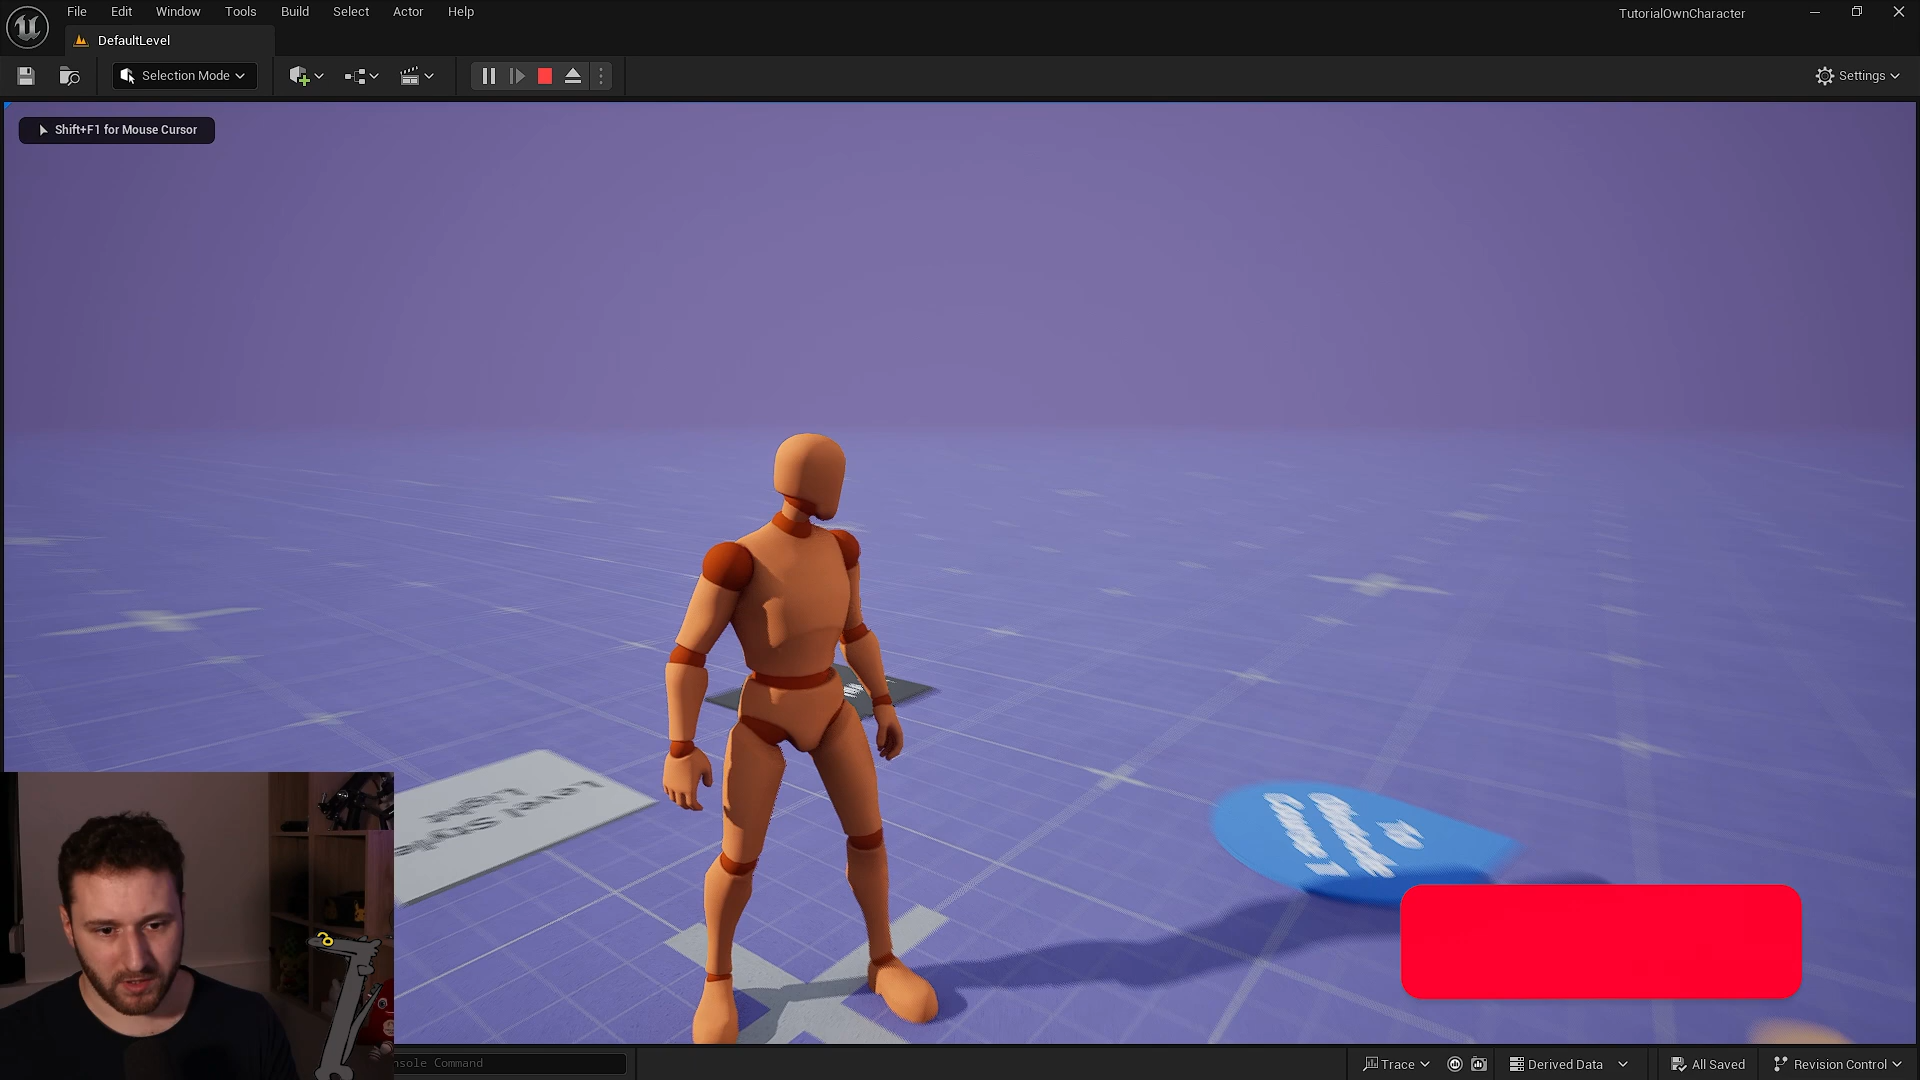 File Edit Window Tools Build Select Actor Help
TutorialOwnCharacter
DefaultLevel
Selection Mode
Settings
Shift+F1 for Mouse Cursor
To
nsole Command
Trace
Derived Data
All Saved
Revision Control